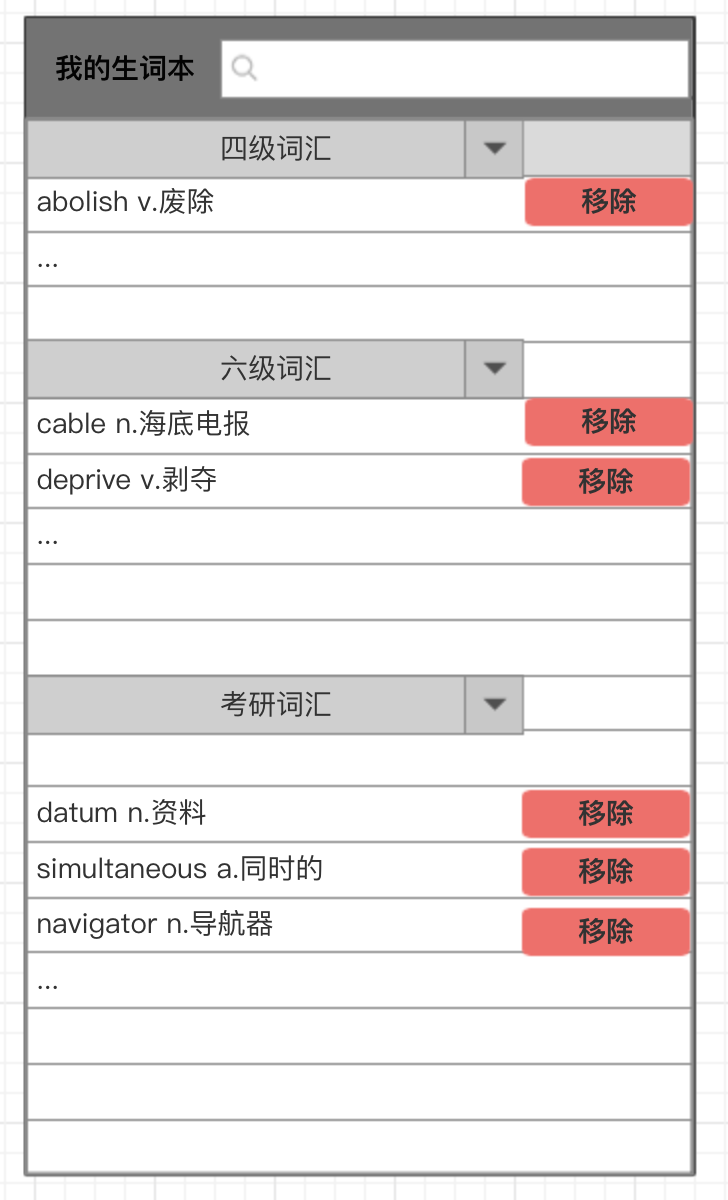 我的生词本
四级词汇
abolish v.废除 移除
...
六级词汇
cable n.海底电报 移除
deprive v.剥夺 移除
...
考研词汇
datum n.资料 移除
simultaneous a.同时的 移除
navigator n.导航器 移除
...